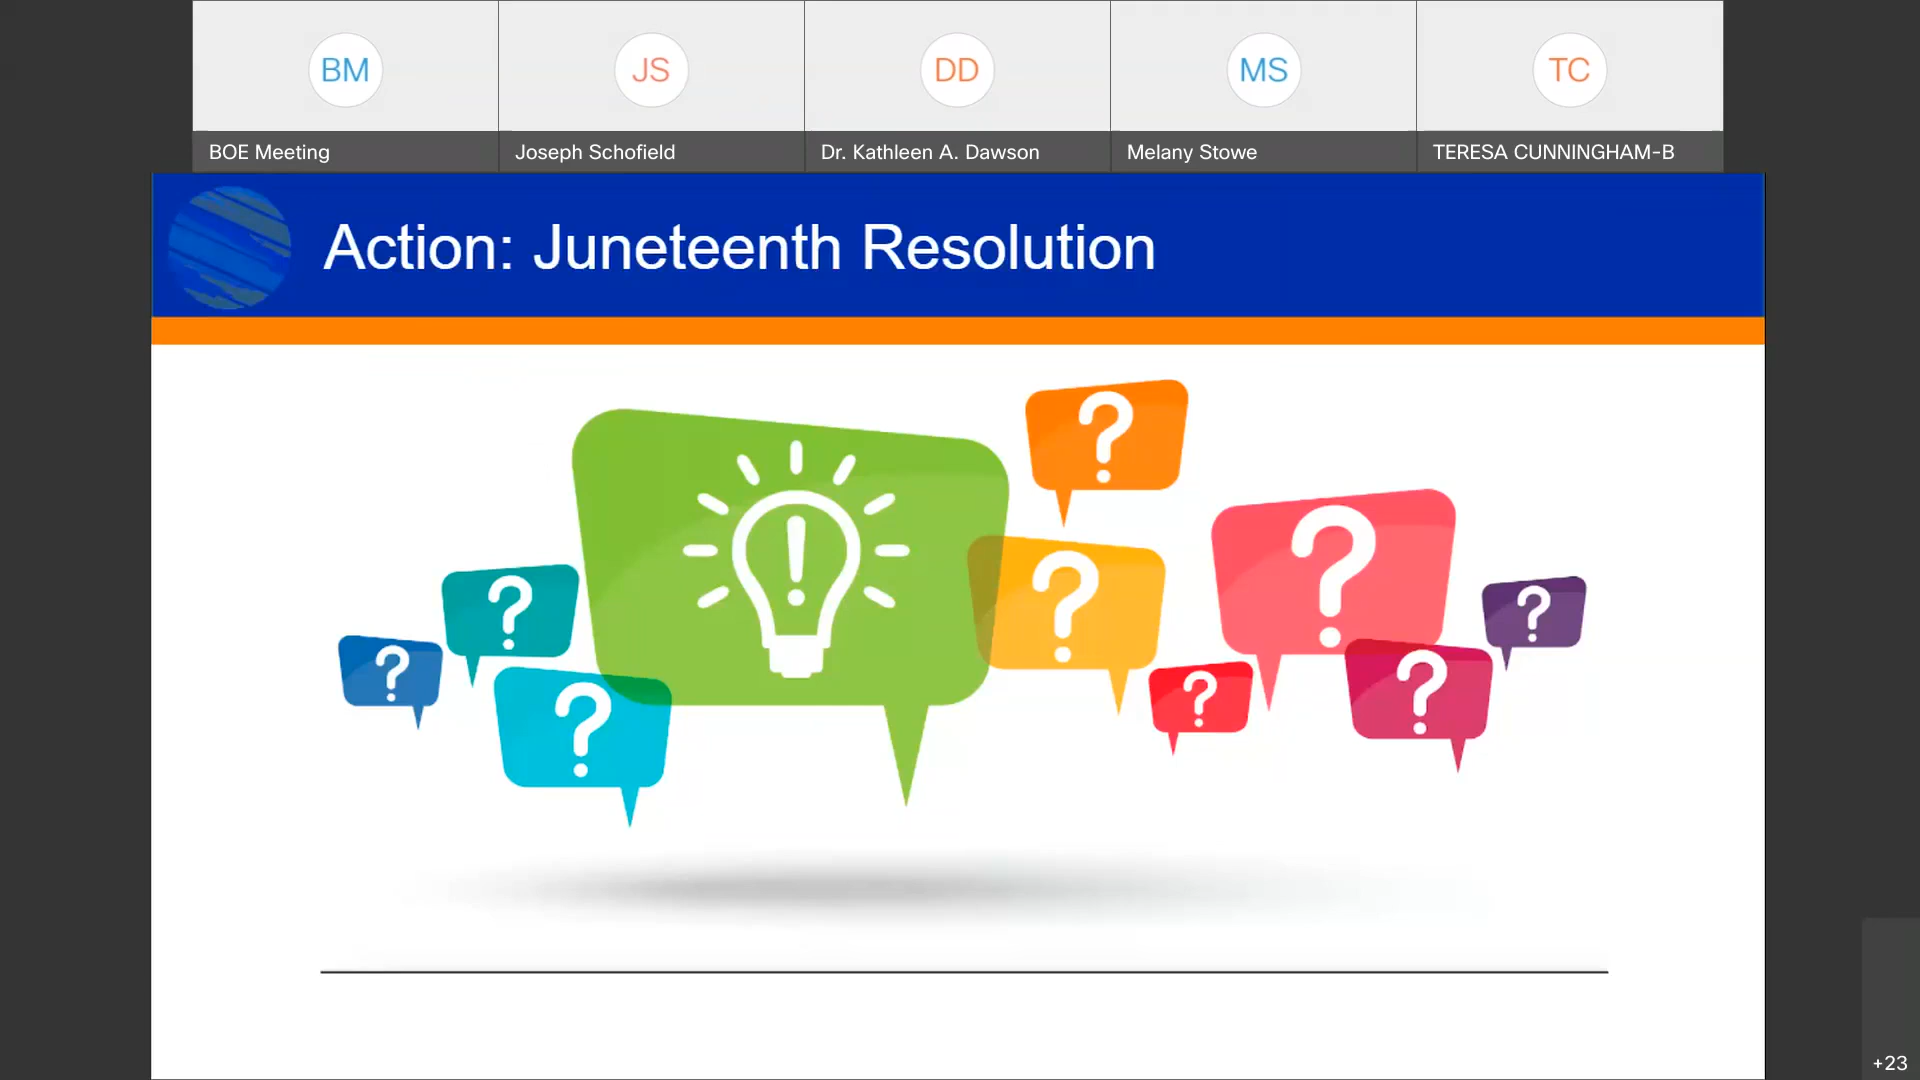 BM
JS
DD
MS
TC
BOE Meeting
Joseph Schofield
Dr. Kathleen A. Dawson
Melany Stowe
TERESA CUNNINGHAM-B
Action: Juneteenth Resolution
?
?
?
!
?
?
?
?
?
?
+23